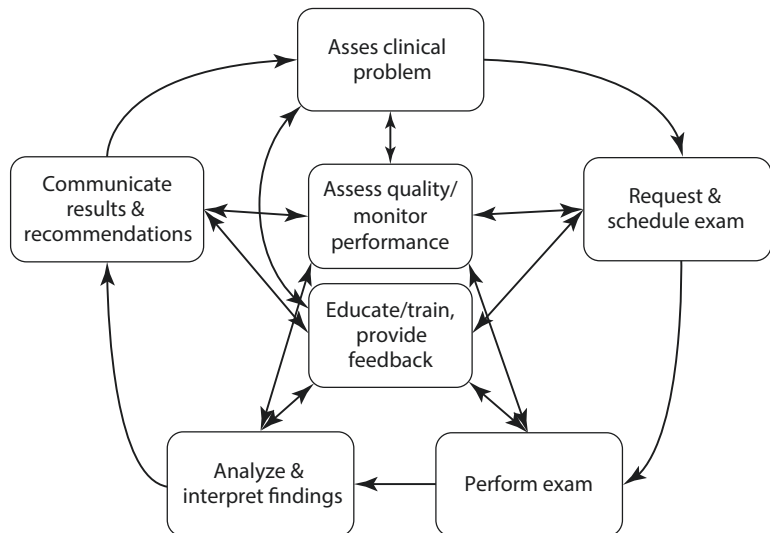 Asses clinical
problem
Communicate
results &
recommendations
Assess quality/
monitor
performance
Request &
schedule exam
Educate/train,
provide
feedback
Analyze &
interpret findings
Perform exam